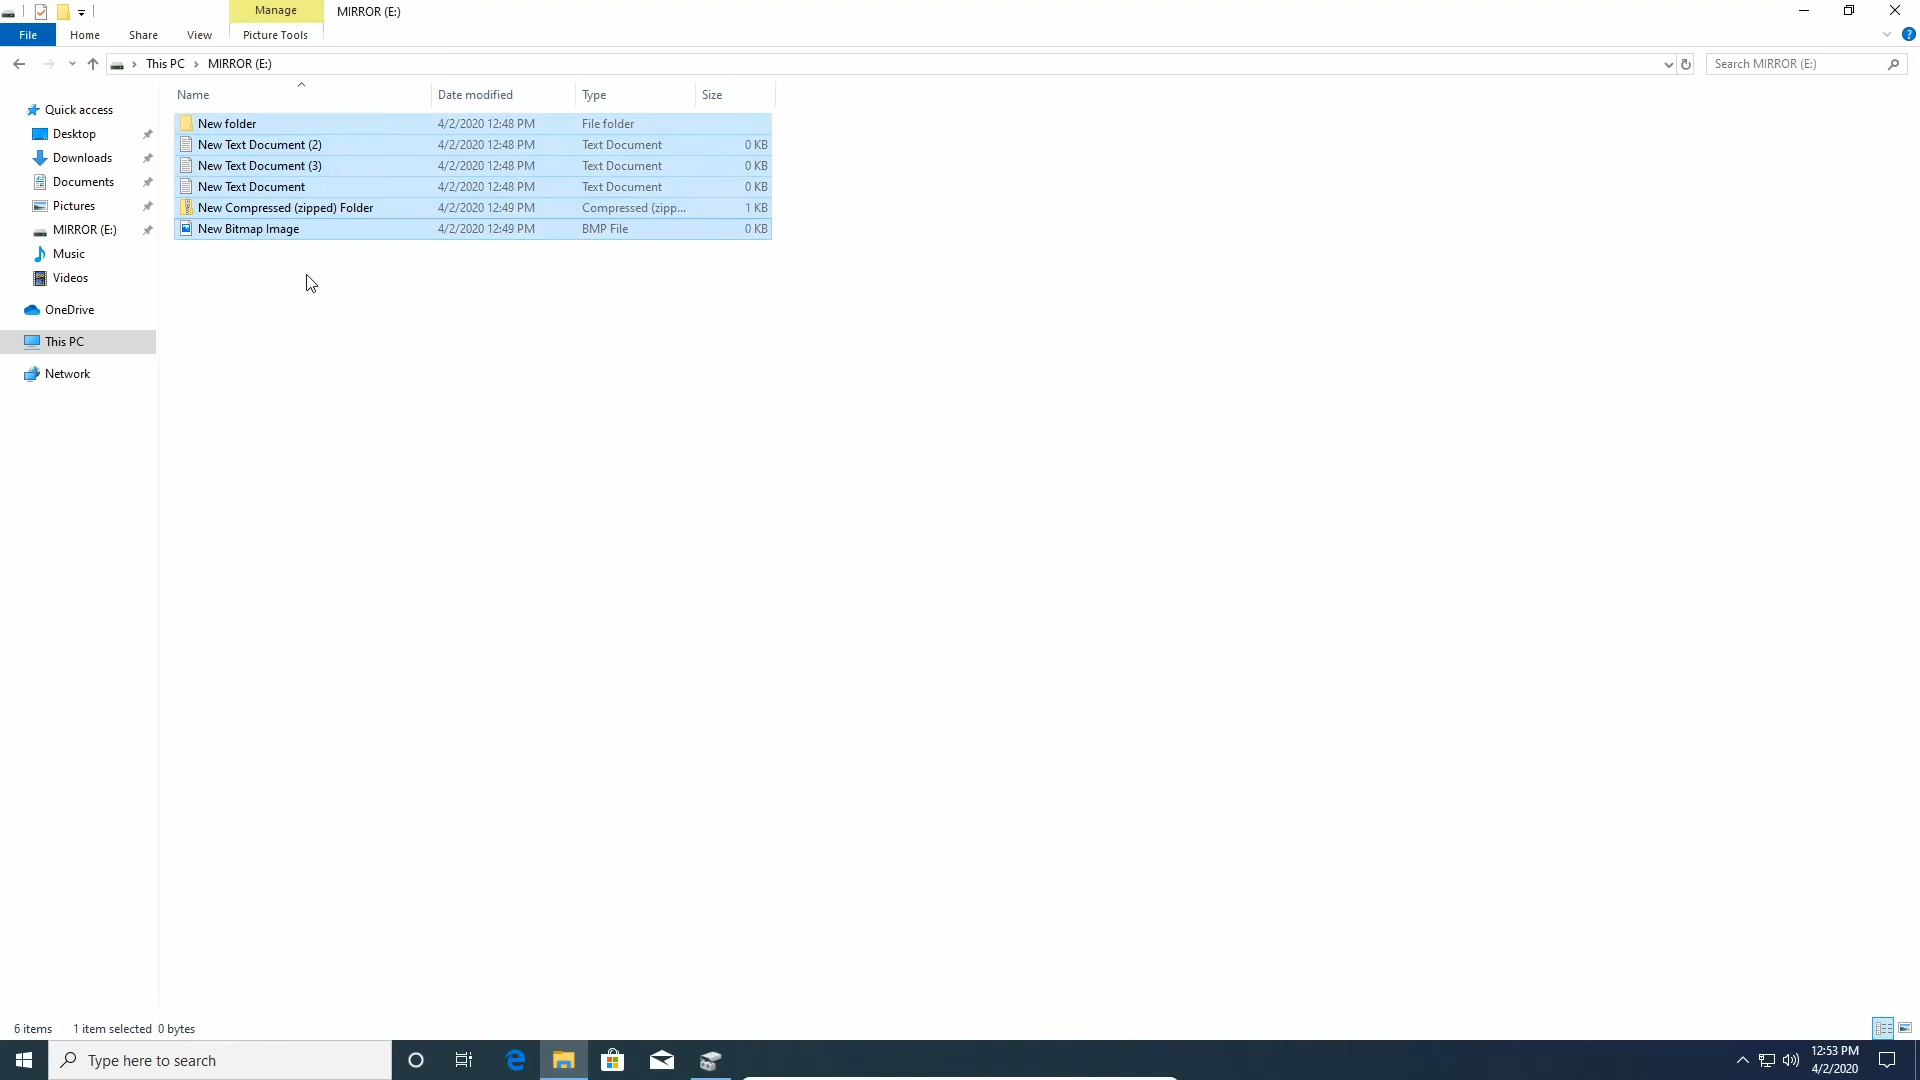 Manage
MIRROR (E:)
File
Home
Share
View
Picture Tools
This PC
MIRROR (E:)
Search MIRROR (E:)
Name
Date modified
Type
Size
Quick access
Desktop
Downloads
Documents
Pictures
MIRROR (E:)
Music
Videos
OneDrive
This PC
Network
New folder 4/2/2020 12:48 PM File folder
New Text Document (2) 4/2/2020 12:48 PM Text Document 0 KB
New Text Document (3) 4/2/2020 12:48 PM Text Document 0 KB
New Text Document 4/2/2020 12:48 PM Text Document 0 KB
New Compressed (zipped) Folder 4/2/2020 12:49 PM Compressed (zipp... 1 KB
New Bitmap Image 4/2/2020 12:49 PM BMP File 0 KB
6 items 1 item selected 0 bytes
Type here to search
12:53 PM
4/2/2020